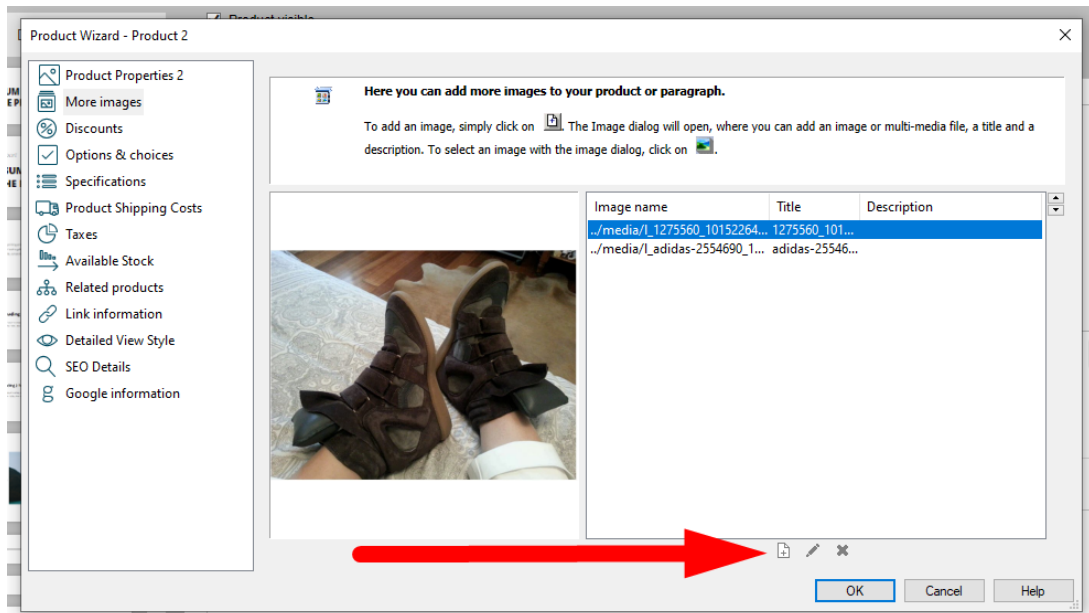 Product visible
Product Wizard - Product 2
Product Properties 2
More images
Discounts
Options & choices
Specifications
Product Shipping Costs
Taxes
Available Stock
Related products
Link information
Detailed View Style
SEO Details
Google information
Here you can add more images to your product or paragraph.
To add an image, simply click on . The Image dialog will open, where you can add an image or multi-media file, a title and a
description. To select an image with the image dialog, click on .
Image name Title Description
../media/l_1275560_10152264... 1275560_101...
../media/l_adidas-2554690_1... adidas-25546...
OK Cancel Help